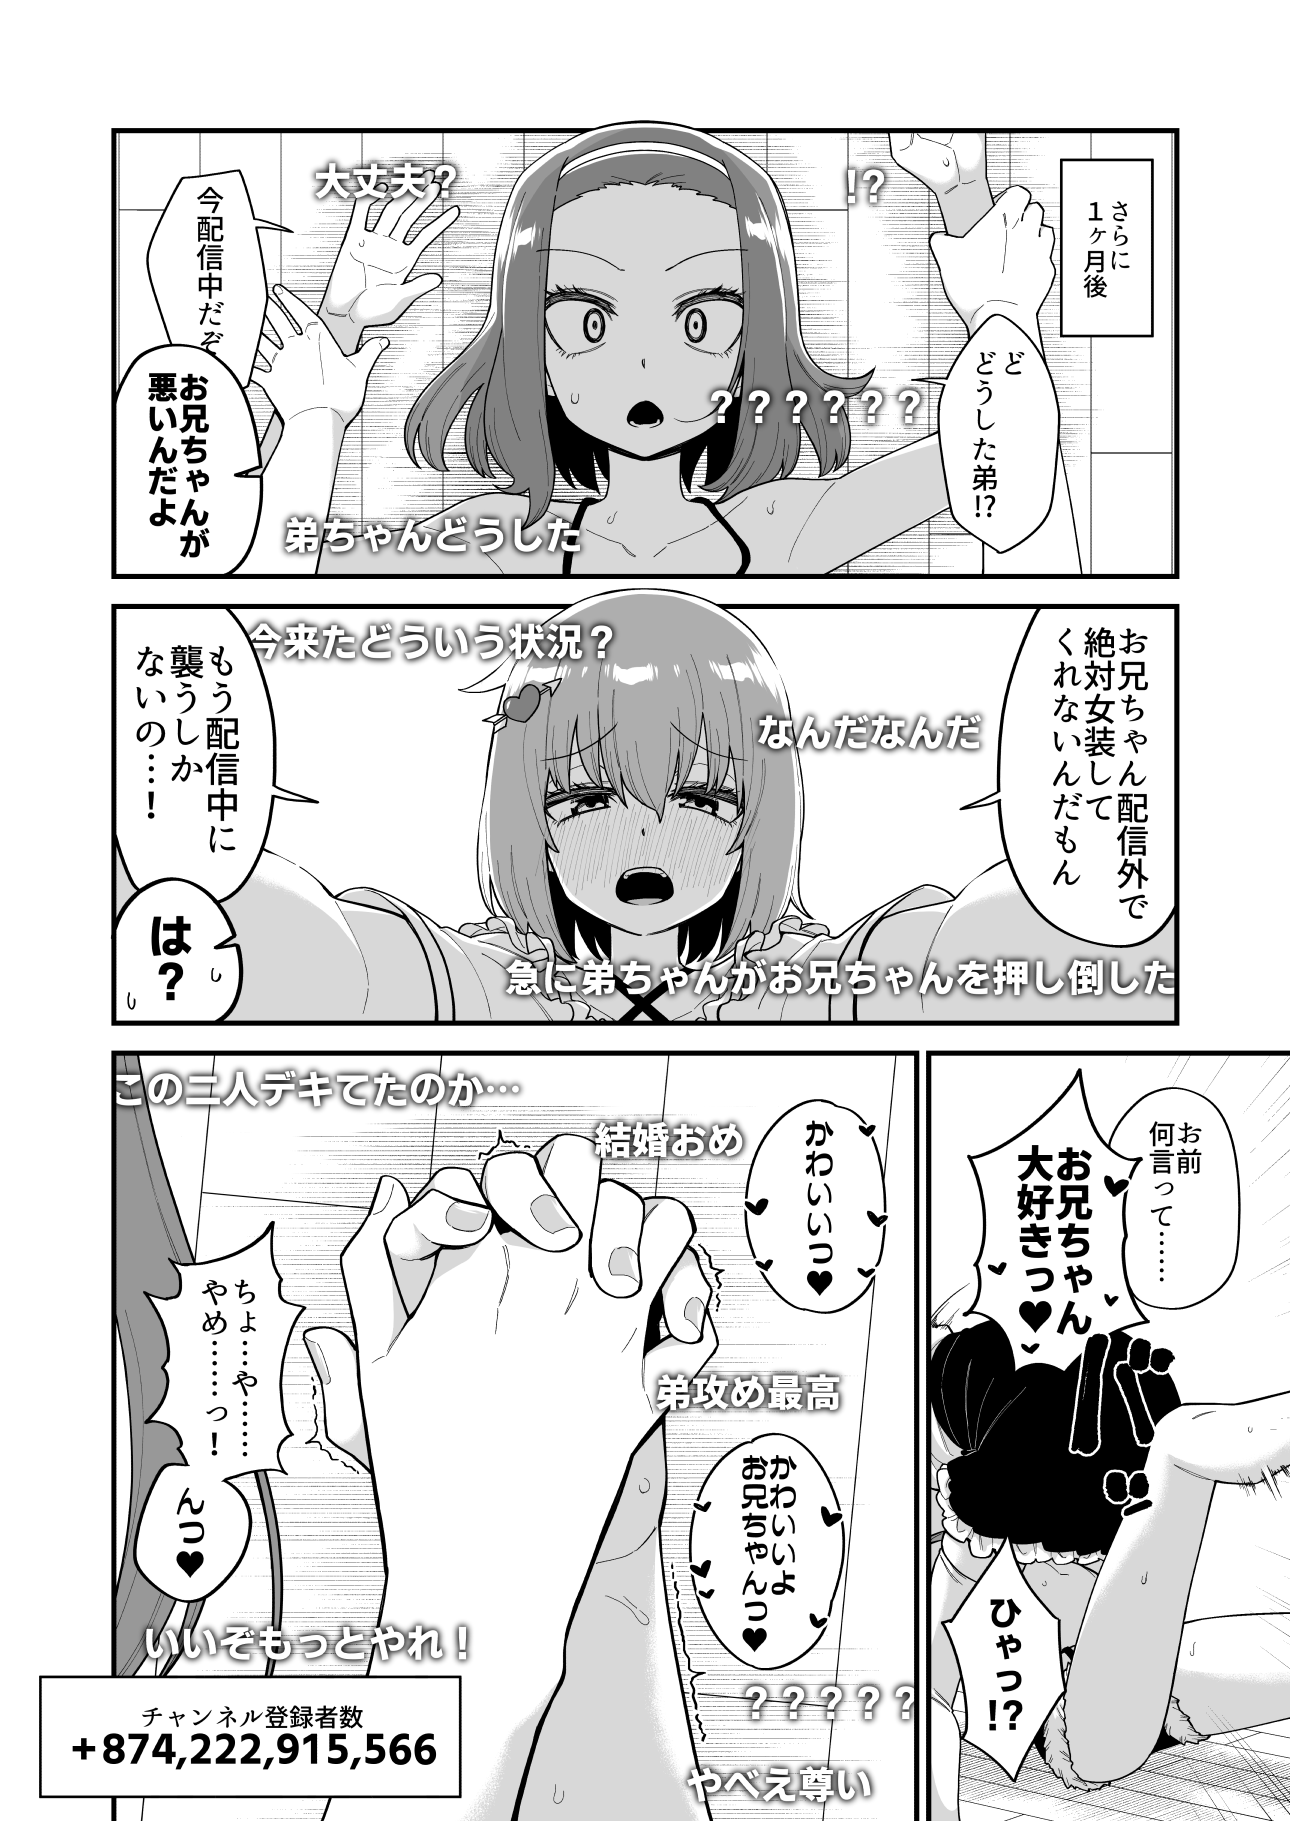 さらに
１ヶ月後
！？
ど
どうした弟！？
？？？？？？
大丈夫？
今配信中だぞ
お兄ちゃんが
悪いんだよ
弟ちゃんどうした
お兄ちゃん配信外で
絶対女装して
くれないんだもん
なんだなんだ
今来たどういう状況？
もう配信中に
襲うしか
ないの…！
は？
急に弟ちゃんがお兄ちゃんを押し倒した
お前
何言って……
お兄ちゃん
大好きっ♥
バッ
ひゃっ！？
この二人デキてたのか…
結婚おめ
かわいいっ♥
ちょ…や……
やめ……っ！
んっ♥
弟攻め最高
かわいいよ
お兄ちゃんっ♥
いいぞもっとやれ！
？？？？？
やべえ尊い
チャンネル登録者数
+874,222,915,566